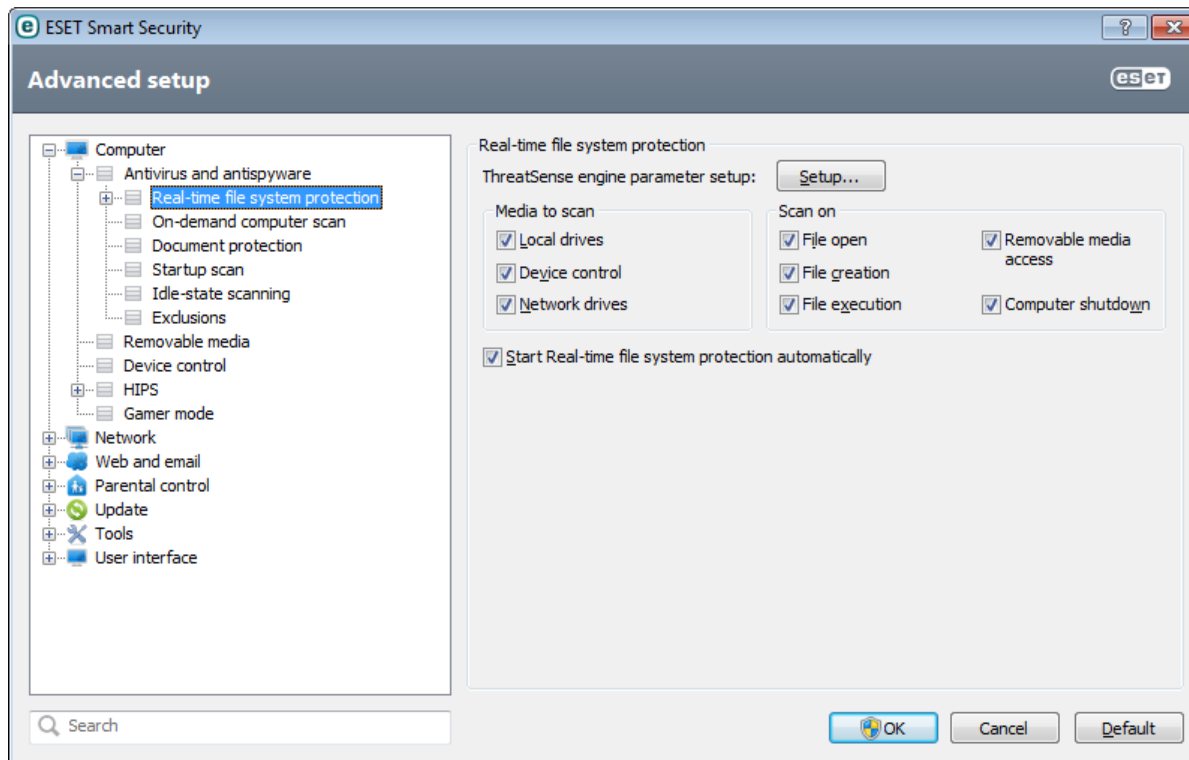 ESET Smart Security
Advanced setup
eset
Computer
Antivirus and antispyware
Real-time file system protection
On-demand computer scan
Document protection
Startup scan
Idle-state scanning
Exclusions
Removable media
Device control
HIPS
Gamer mode
Network
Web and email
Parental control
Update
Tools
User interface
Search
Real-time file system protection
ThreatSense engine parameter setup: Setup...
Media to scan
Local drives
Device control
Network drives
Scan on
File open
File creation
File execution
Removable media
access
Computer shutdown
Start Real-time file system protection automatically
OK Cancel Default